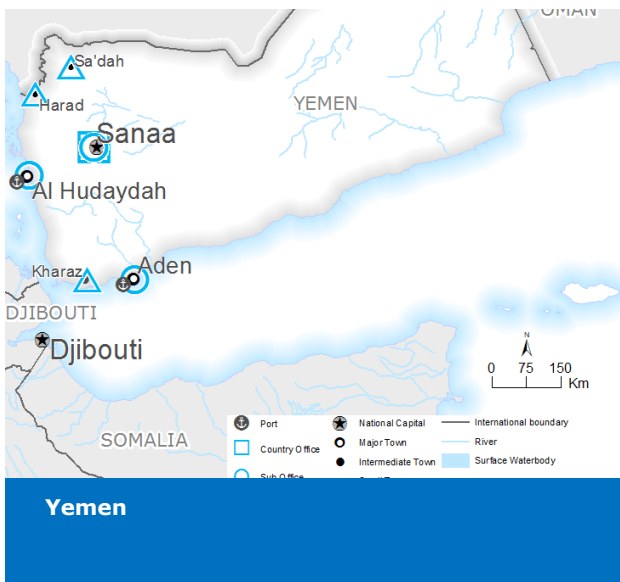 OMAN
Sa'dah
Harad
YEMEN
Sanaa
Al Hudaydah
Kharaz
Aden
DJIBOUTI
Djibouti
N
0 75 150
Km
SOMALIA
Port
National Capital
International boundary
Country Office
Major Town
River
Intermediate Town
Surface Waterbody
Sub Office
Yemen